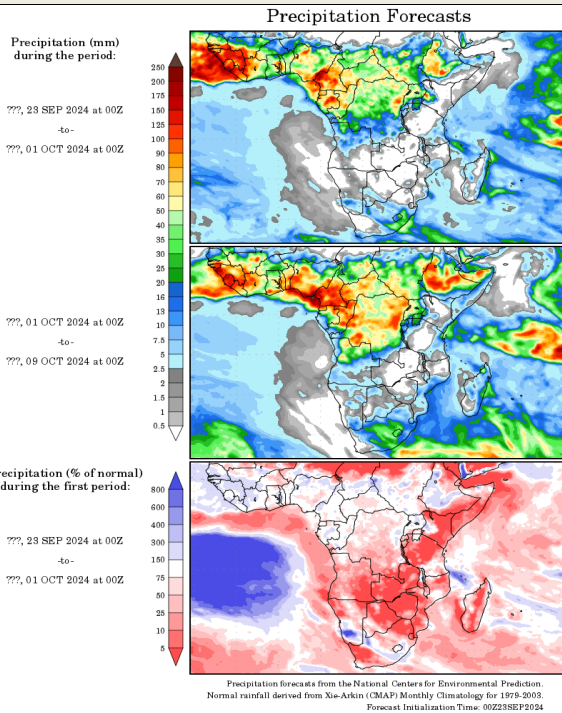 Precipitation Forecasts
Precipitation (mm)
during the period:
???, 23 SEP 2024 at 00Z
-to-
???, 01 OCT 2024 at 00Z
250
200
175
150
125
100
90
80
70
60
50
40
35
30
25
20
16
13
10
7.5
5
2.5
2
1.5
1
0.5
???, 01 OCT 2024 at 00Z
-to-
???, 09 OCT 2024 at 00Z
recipitation (% of normal)
during the first period:
???, 23 SEP 2024 at 00Z
-to-
???, 01 OCT 2024 at 00Z
800
600
400
300
150
75
50
25
10
5
Precipitation forecasts from the National Centers for Environmental Prediction.
Normal rainfall derived from Xie-Arkin (CMAP) Monthly Climatology for 1979-2003.
Forecast Initialization Time: 00Z23SEP2024